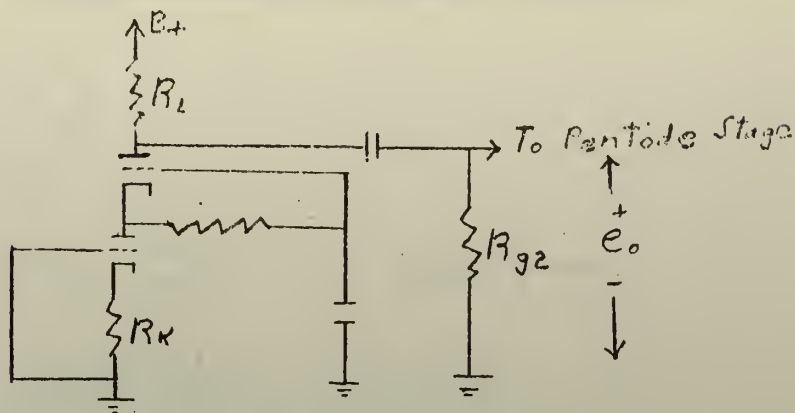 B+
RL
To Pentode Stage
+
eo
-
Rg2
RK